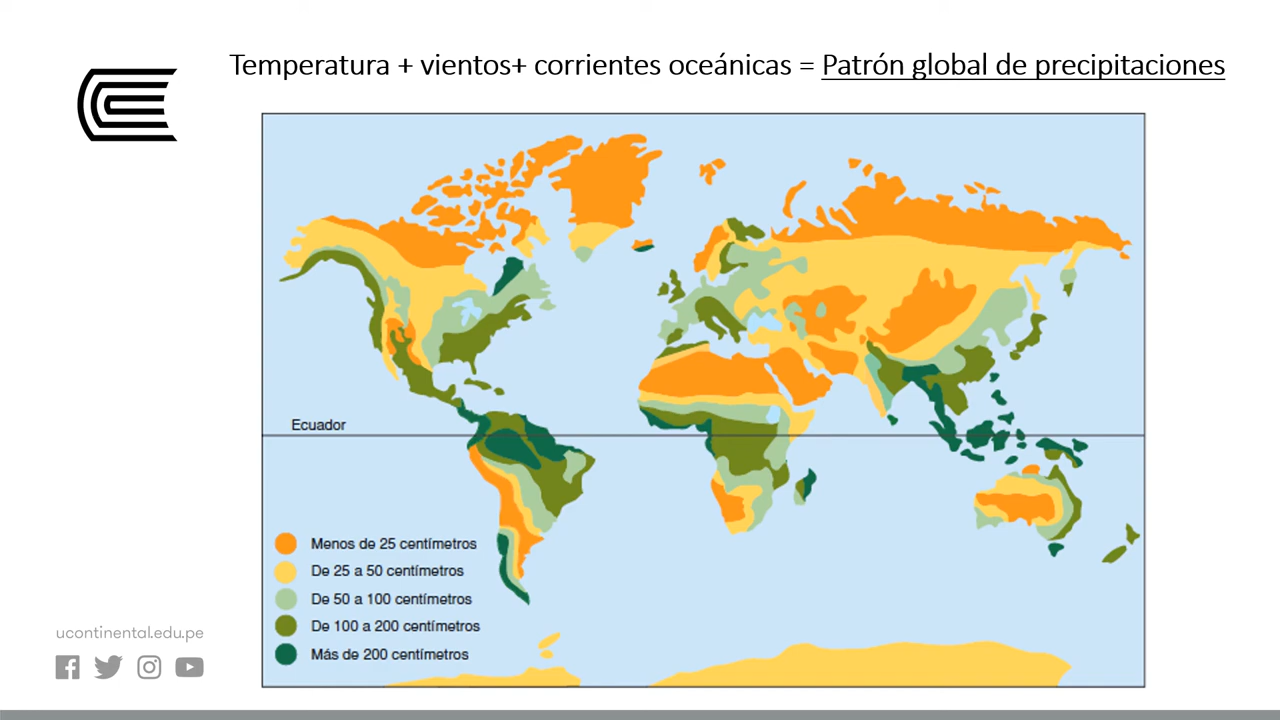 Temperatura + vientos+ corrientes oceánicas = Patrón global de precipitaciones
Ecuador
Menos de 25 centímetros
De 25 a 50 centímetros
De 50 a 100 centímetros
De 100 a 200 centímetros
Más de 200 centímetros
ucontinental.edu.pe